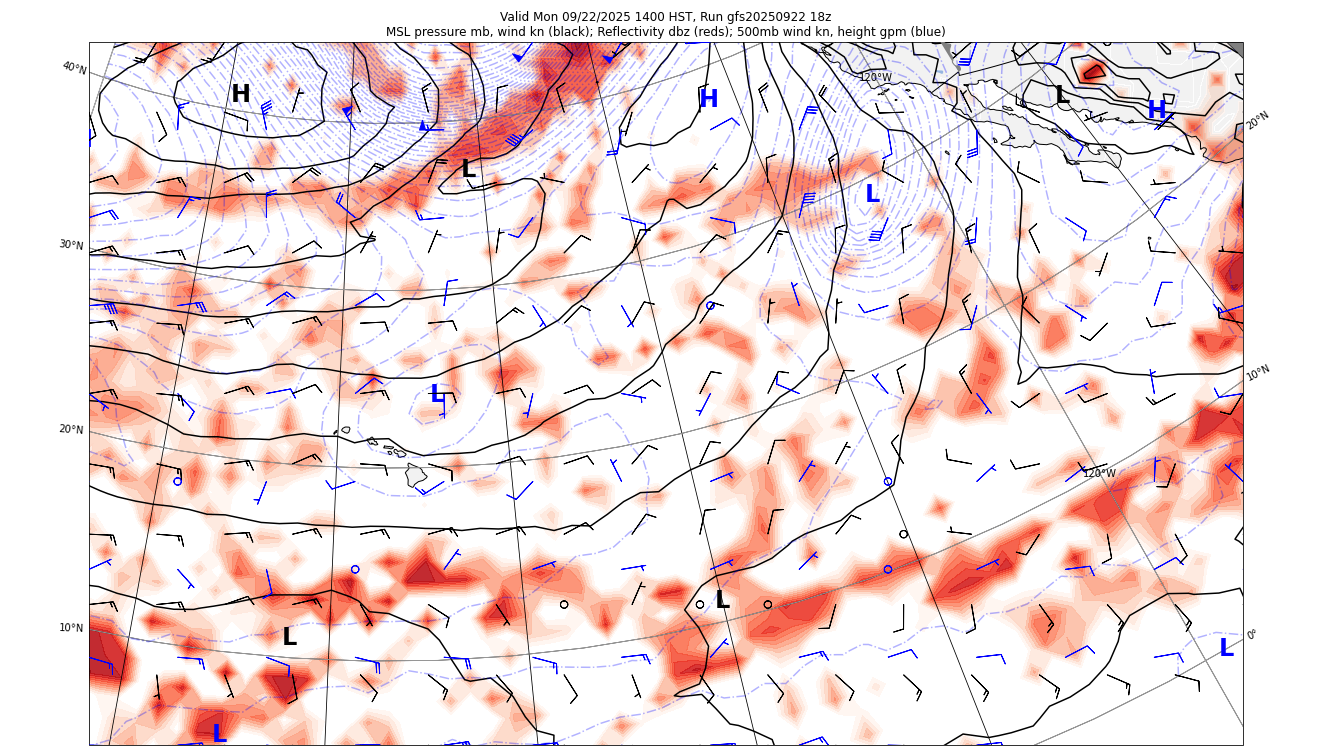 Valid Mon 09/22/2025 1400 HST, Run gfs20250922 18z
MSL pressure mb, wind kn (black); Reflectivity dbz (reds); 500mb wind kn, height gpm (blue)
40°N
120°W
H
H
L
H
20°N
L
L
30°N
10°N
L
20°N
120°W
L
10°N
L
0°
L
L